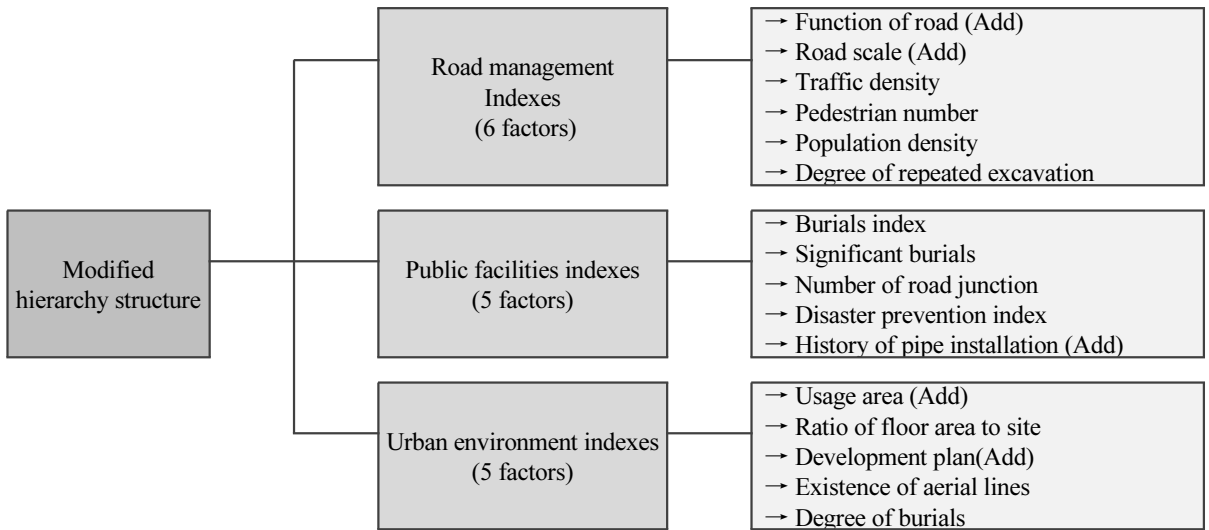 Modified
hierarchy structure
Road management
Indexes
(6 factors)
→ Function of road (Add)
→ Road scale (Add)
→ Traffic density
→ Pedestrian number
→ Population density
→ Degree of repeated excavation
Public facilities indexes
(5 factors)
→ Burials index
→ Significant burials
→ Number of road junction
→ Disaster prevention index
→ History of pipe installation (Add)
Urban environment indexes
(5 factors)
→ Usage area (Add)
→ Ratio of floor area to site
→ Development plan(Add)
→ Existence of aerial lines
→ Degree of burials